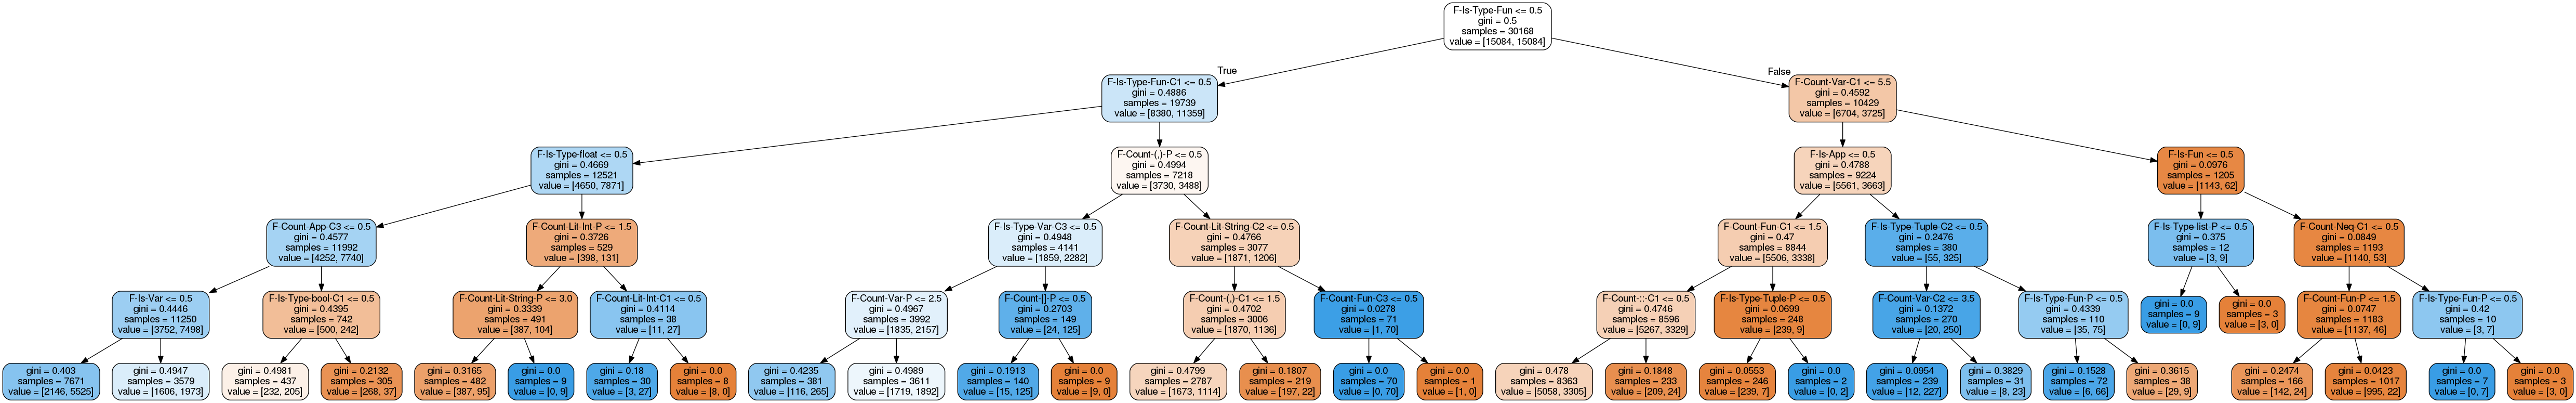 F-Is-Type-Fun <= 0.5
gini = 0.5
samples = 30168
value = [15084, 15084]
True
False
F-Is-Type-Fun-C1 <= 0.5
gini = 0.4886
samples = 19739
value = [8380, 11359]
F-Count-Var-C1 <= 5.5
gini = 0.4592
samples = 10429
value = [6704, 3725]
F-Is-Type-float <= 0.5
gini = 0.4669
samples = 12521
value = [4650, 7871]
F-Count-(,)-P <= 0.5
gini = 0.4994
samples = 7218
value = [3730, 3488]
F-Is-App <= 0.5
gini = 0.4788
samples = 9224
value = [5561, 3663]
F-Is-Fun <= 0.5
gini = 0.0976
samples = 1205
value = [1143, 62]
F-Count-App-C3 <= 0.5
gini = 0.4577
samples = 11992
value = [4252, 7740]
F-Count-Lit-Int-P <= 1.5
gini = 0.3726
samples = 529
value = [398, 131]
F-Is-Type-Var-C3 <= 0.5
gini = 0.4948
samples = 4141
value = [1859, 2282]
F-Count-Lit-String-C2 <= 0.5
gini = 0.4766
samples = 3077
value = [1871, 1206]
F-Count-Fun-C1 <= 1.5
gini = 0.47
samples = 8844
value = [5506, 3338]
F-Is-Type-Tuple-C2 <= 0.5
gini = 0.2476
samples = 380
value = [55, 325]
F-Is-Type-list-P <= 0.5
gini = 0.375
samples = 12
value = [3, 9]
F-Count-Neq-C1 <= 0.5
gini = 0.0849
samples = 1193
value = [1140, 53]
F-Is-Var <= 0.5
gini = 0.4446
samples = 11250
value = [3752, 7498]
F-Is-Type-bool-C1 <= 0.5
gini = 0.4395
samples = 742
value = [500, 242]
F-Count-Lit-String-P <= 3.0
gini = 0.3339
samples = 491
value = [387, 104]
F-Count-Lit-Int-C1 <= 0.5
gini = 0.4114
samples = 38
value = [11, 27]
F-Count-Var-P <= 2.5
gini = 0.4967
samples = 3992
value = [1835, 2157]
F-Count-[]-P <= 0.5
gini = 0.2703
samples = 149
value = [24, 125]
F-Count-(,)-C1 <= 1.5
gini = 0.4702
samples = 3006
value = [1870, 1136]
F-Count-Fun-C3 <= 0.5
gini = 0.0278
samples = 71
value = [1, 70]
F-Count-::-C1 <= 0.5
gini = 0.4746
samples = 8596
value = [5267, 3329]
F-Is-Type-Tuple-P <= 0.5
gini = 0.0699
samples = 248
value = [239, 9]
F-Count-Var-C2 <= 3.5
gini = 0.1372
samples = 270
value = [20, 250]
F-Is-Type-Fun-P <= 0.5
gini = 0.4339
samples = 110
value = [35, 75]
gini = 0.0
samples = 9
value = [0, 9]
gini = 0.0
samples = 3
value = [3, 0]
F-Count-Fun-P <= 1.5
gini = 0.0747
samples = 1183
value = [1137, 46]
F-Is-Type-Fun-P <= 0.5
gini = 0.42
samples = 10
value = [3, 7]
gini = 0.403
samples = 7671
value = [2146, 5525]
gini = 0.4947
samples = 3579
value = [1606, 1973]
gini = 0.4981
samples = 437
value = [232, 205]
gini = 0.2132
samples = 305
value = [268, 37]
gini = 0.3165
samples = 482
value = [387, 95]
gini = 0.0
samples = 9
value = [0, 9]
gini = 0.18
samples = 30
value = [3, 27]
gini = 0.0
samples = 8
value = [8, 0]
gini = 0.4235
samples = 381
value = [116, 265]
gini = 0.4989
samples = 3611
value = [1719, 1892]
gini = 0.1913
samples = 140
value = [15, 125]
gini = 0.0
samples = 9
value = [9, 0]
gini = 0.4799
samples = 2787
value = [1673, 1114]
gini = 0.1807
samples = 219
value = [197, 22]
gini = 0.0
samples = 70
value = [0, 70]
gini = 0.0
samples = 1
value = [1, 0]
gini = 0.478
samples = 8363
value = [5058, 3305]
gini = 0.1848
samples = 233
value = [209, 24]
gini = 0.0553
samples = 246
value = [239, 7]
gini = 0.0
samples = 2
value = [0, 2]
gini = 0.0954
samples = 239
value = [12, 227]
gini = 0.3829
samples = 31
value = [8, 23]
gini = 0.1528
samples = 72
value = [6, 66]
gini = 0.3615
samples = 38
value = [29, 9]
gini = 0.2474
samples = 166
value = [142, 24]
gini = 0.0423
samples = 1017
value = [995, 22]
gini = 0.0
samples = 7
value = [0, 7]
gini = 0.0
samples = 3
value = [3, 0]